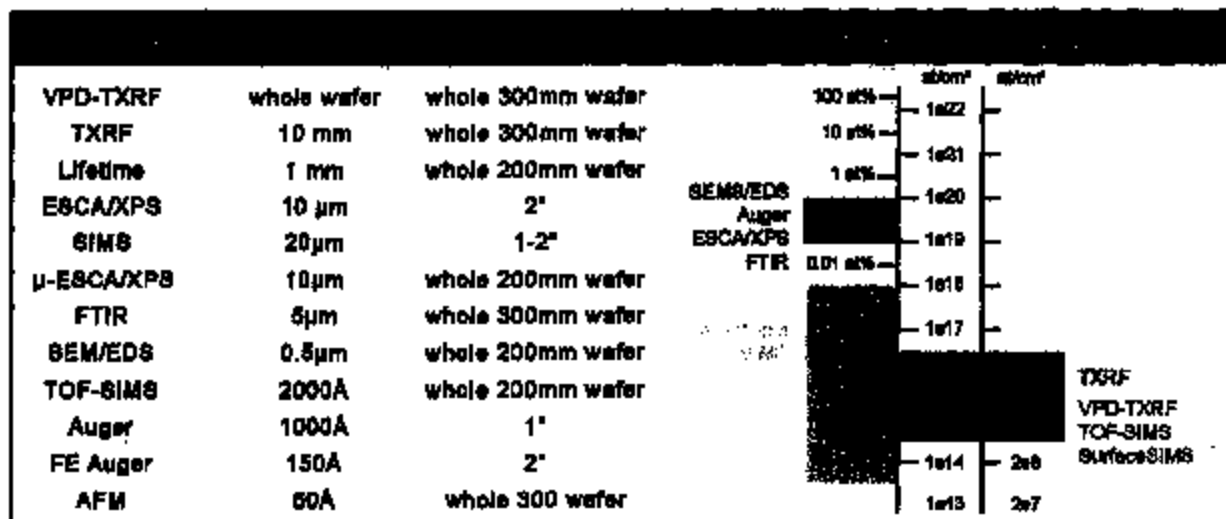 VPD-TXRF whole wafer whole 300mm wafer
TXRF 10 mm whole 300mm wafer
Lifetime 1 mm whole 200mm wafer
ESCA/XPS 10 µm 2"
SIMS 20µm 1-2"
µ-ESCA/XPS 10µm whole 200mm wafer
FTIR 5µm whole 300mm wafer
SEM/EDS 0.5µm whole 200mm wafer
TOF-SIMS 2000Å whole 200mm wafer
Auger 1000Å 1"
FE Auger 150Å 2"
AFM 50Å whole 300 wafer
100 at%
10 at%
1 at%
SEMS/EDS
Auger
ESCA/XPS
FTIR 0.01 at%
1e22
1e21
1e20
1e19
1e18
1e17
1e14 2e8
1e13 2e7
TXRF
VPD-TXRF
TOF-SIMS
SurfaceSIMS